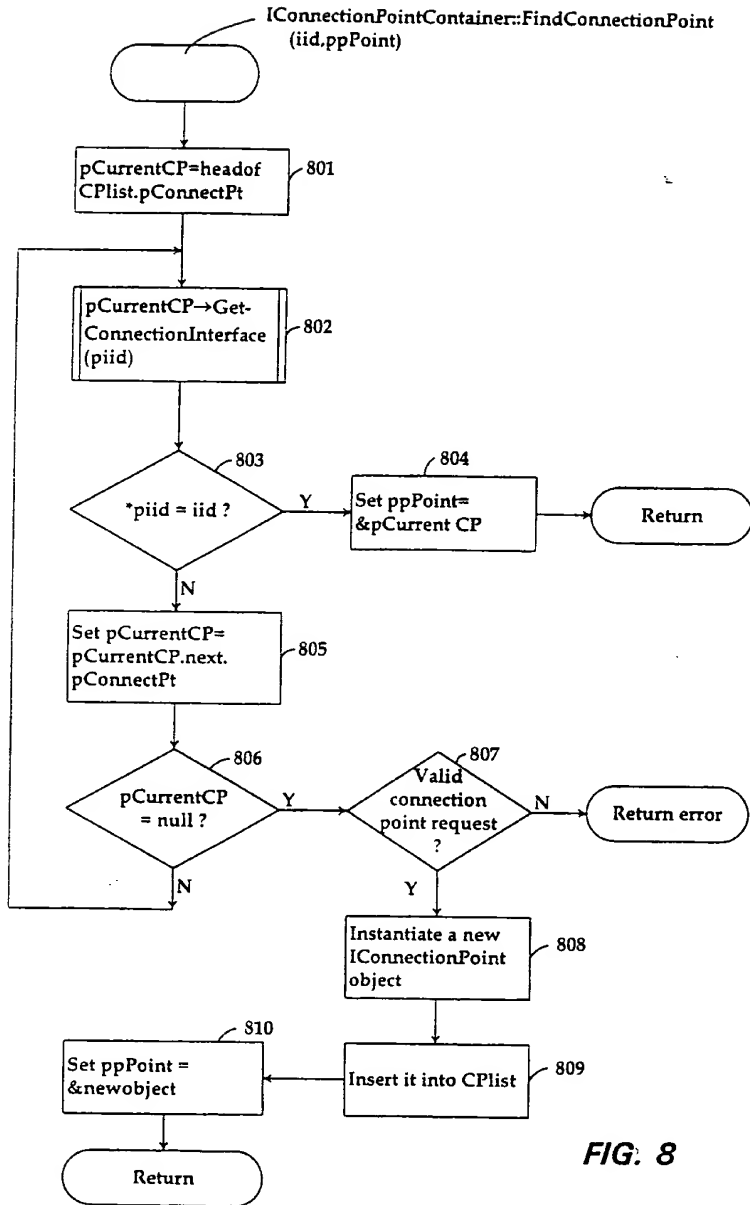 IConnectionPointContainer::FindConnectionPoint
(iid,ppPoint)
pCurrentCP=headof
CPlist.pConnectPt
801
pCurrentCP→Get-
ConnectionInterface
(piid)
802
803
*piid = iid ?
Y
N
804
Set ppPoint=
&pCurrent CP
Return
Set pCurrentCP=
pCurrentCP.next.
pConnectPt
805
806
pCurrentCP
= null ?
Y
N
807
Valid
connection
point request
?
N
Y
Return error
Instantiate a new
IConnectionPoint
object
808
Insert it into CPlist
809
810
Set ppPoint =
&newobject
Return
FIG. 8